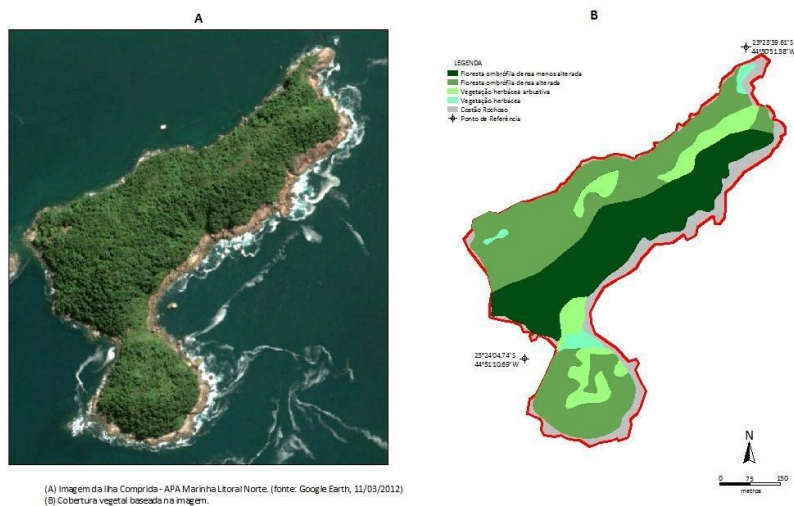 A
B
23°23'39.61"S
44°50'51.38"W
LEGENDA
Floresta ombrófila densa menos alterada
Floresta ombrófila densa alterada
Vegetação herbácea arbustiva
Vegetação herbácea
Costão Rochoso
Ponto de Referência
23°24'04.74"S
44°51'10.69"W
N
0 75 150
metros
(A) Imagem da Ilha Comprida - APA Marinha Litoral Norte. (fonte: Google Earth, 11/03/2012)
(B) Cobertura vegetal baseada na imagem.